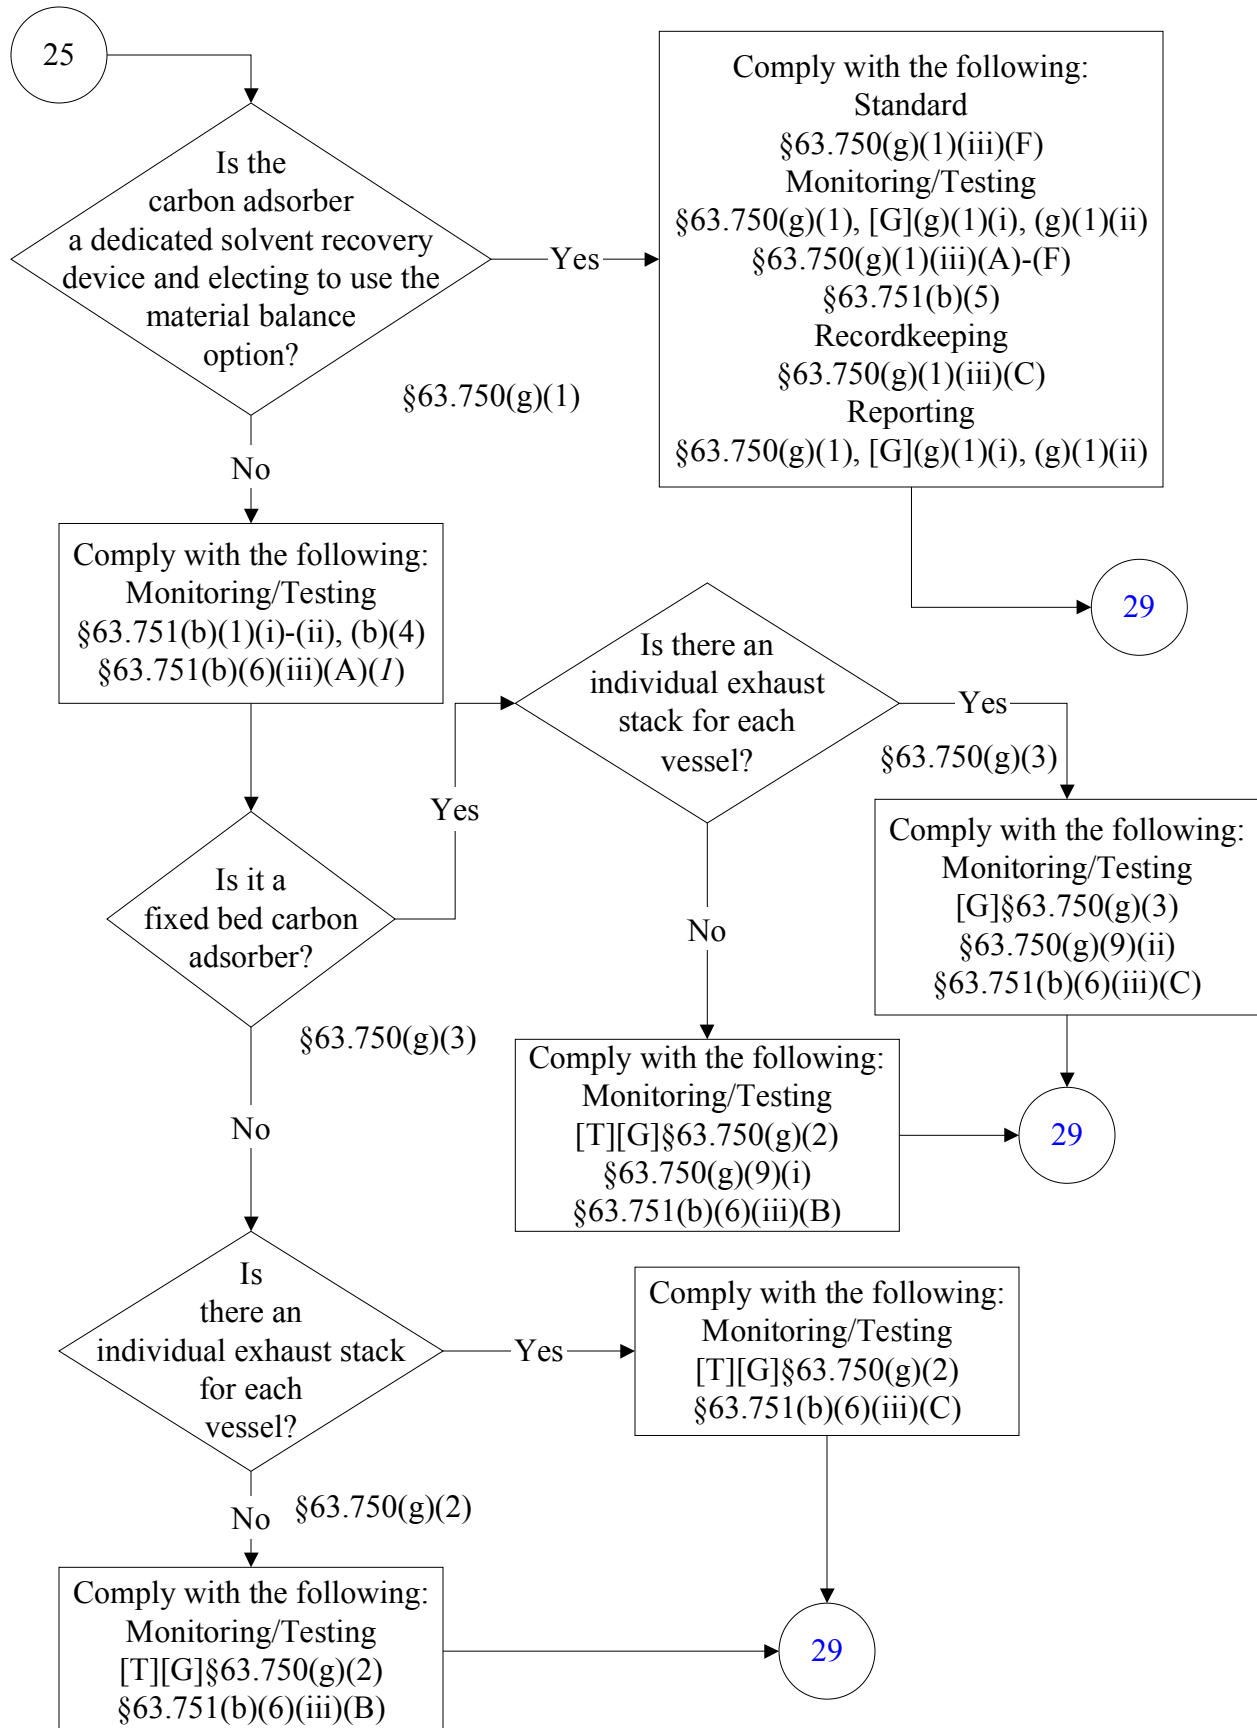 25
Is the
carbon adsorber
a dedicated solvent recovery
device and electing to use the
material balance
option?
Yes
§63.750(g)(1)
No
Comply with the following:
Standard
§63.750(g)(1)(iii)(F)
Monitoring/Testing
§63.750(g)(1), [G](g)(1)(i), (g)(1)(ii)
§63.750(g)(1)(iii)(A)-(F)
§63.751(b)(5)
Recordkeeping
§63.750(g)(1)(iii)(C)
Reporting
§63.750(g)(1), [G](g)(1)(i), (g)(1)(ii)
29
Comply with the following:
Monitoring/Testing
§63.751(b)(1)(i)-(ii), (b)(4)
§63.751(b)(6)(iii)(A)(1)
Is it a
fixed bed carbon
adsorber?
Yes
§63.750(g)(3)
No
Is there an
individual exhaust
stack for each
vessel?
Yes
§63.750(g)(3)
No
Comply with the following:
Monitoring/Testing
[G]§63.750(g)(3)
§63.750(g)(9)(ii)
§63.751(b)(6)(iii)(C)
Comply with the following:
Monitoring/Testing
[T][G]§63.750(g)(2)
§63.750(g)(9)(i)
§63.751(b)(6)(iii)(B)
29
Is
there an
individual exhaust stack
for each
vessel?
Yes
No
§63.750(g)(2)
Comply with the following:
Monitoring/Testing
[T][G]§63.750(g)(2)
§63.751(b)(6)(iii)(C)
Comply with the following:
Monitoring/Testing
[T][G]§63.750(g)(2)
§63.751(b)(6)(iii)(B)
29